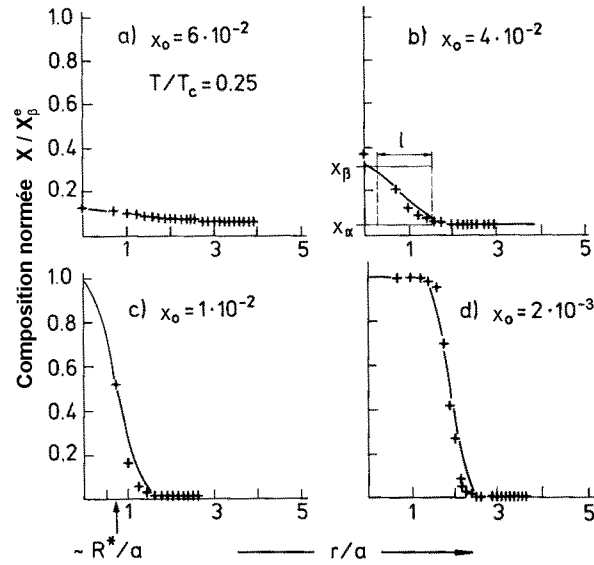 a) x₀ = 6·10⁻²
T/T_c = 0.25
b) x₀ = 4·10⁻²
l
x_β
x_α
1.0
0.8
0.6
0.4
0.2
1 3 5
1 3 5
Composition normée X / X_β^e
c) x₀ = 1·10⁻²
d) x₀ = 2·10⁻³
1.0
0.8
0.6
0.4
0.2
1 3 5
1 3 5
~ R*/a
r/a